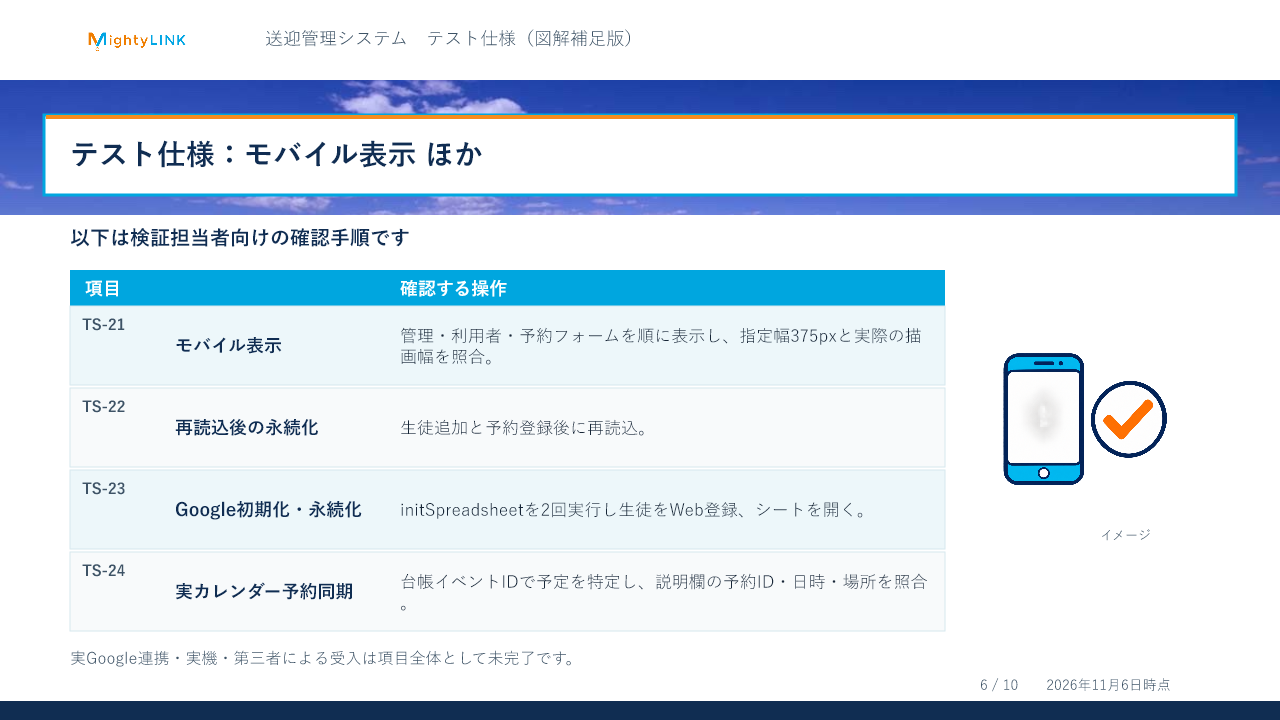 MightyLINK
送迎管理システム　テスト仕様（図解補足版）
テスト仕様：モバイル表示 ほか
以下は検証担当者向けの確認手順です
項目
確認する操作
TS-21
モバイル表示
管理・利用者・予約フォームを順に表示し、指定幅375pxと実際の描
画幅を照合。
TS-22
再読込後の永続化
生徒追加と予約登録後に再読込。
TS-23
Google初期化・永続化
initSpreadsheetを2回実行し生徒をWeb登録、シートを開く。
TS-24
実カレンダー予約同期
台帳イベントIDで予定を特定し、説明欄の予約ID・日時・場所を照合
。
イメージ
実Google連携・実機・第三者による受入は項目全体として未完了です。
6 / 10
2026年11月6日時点